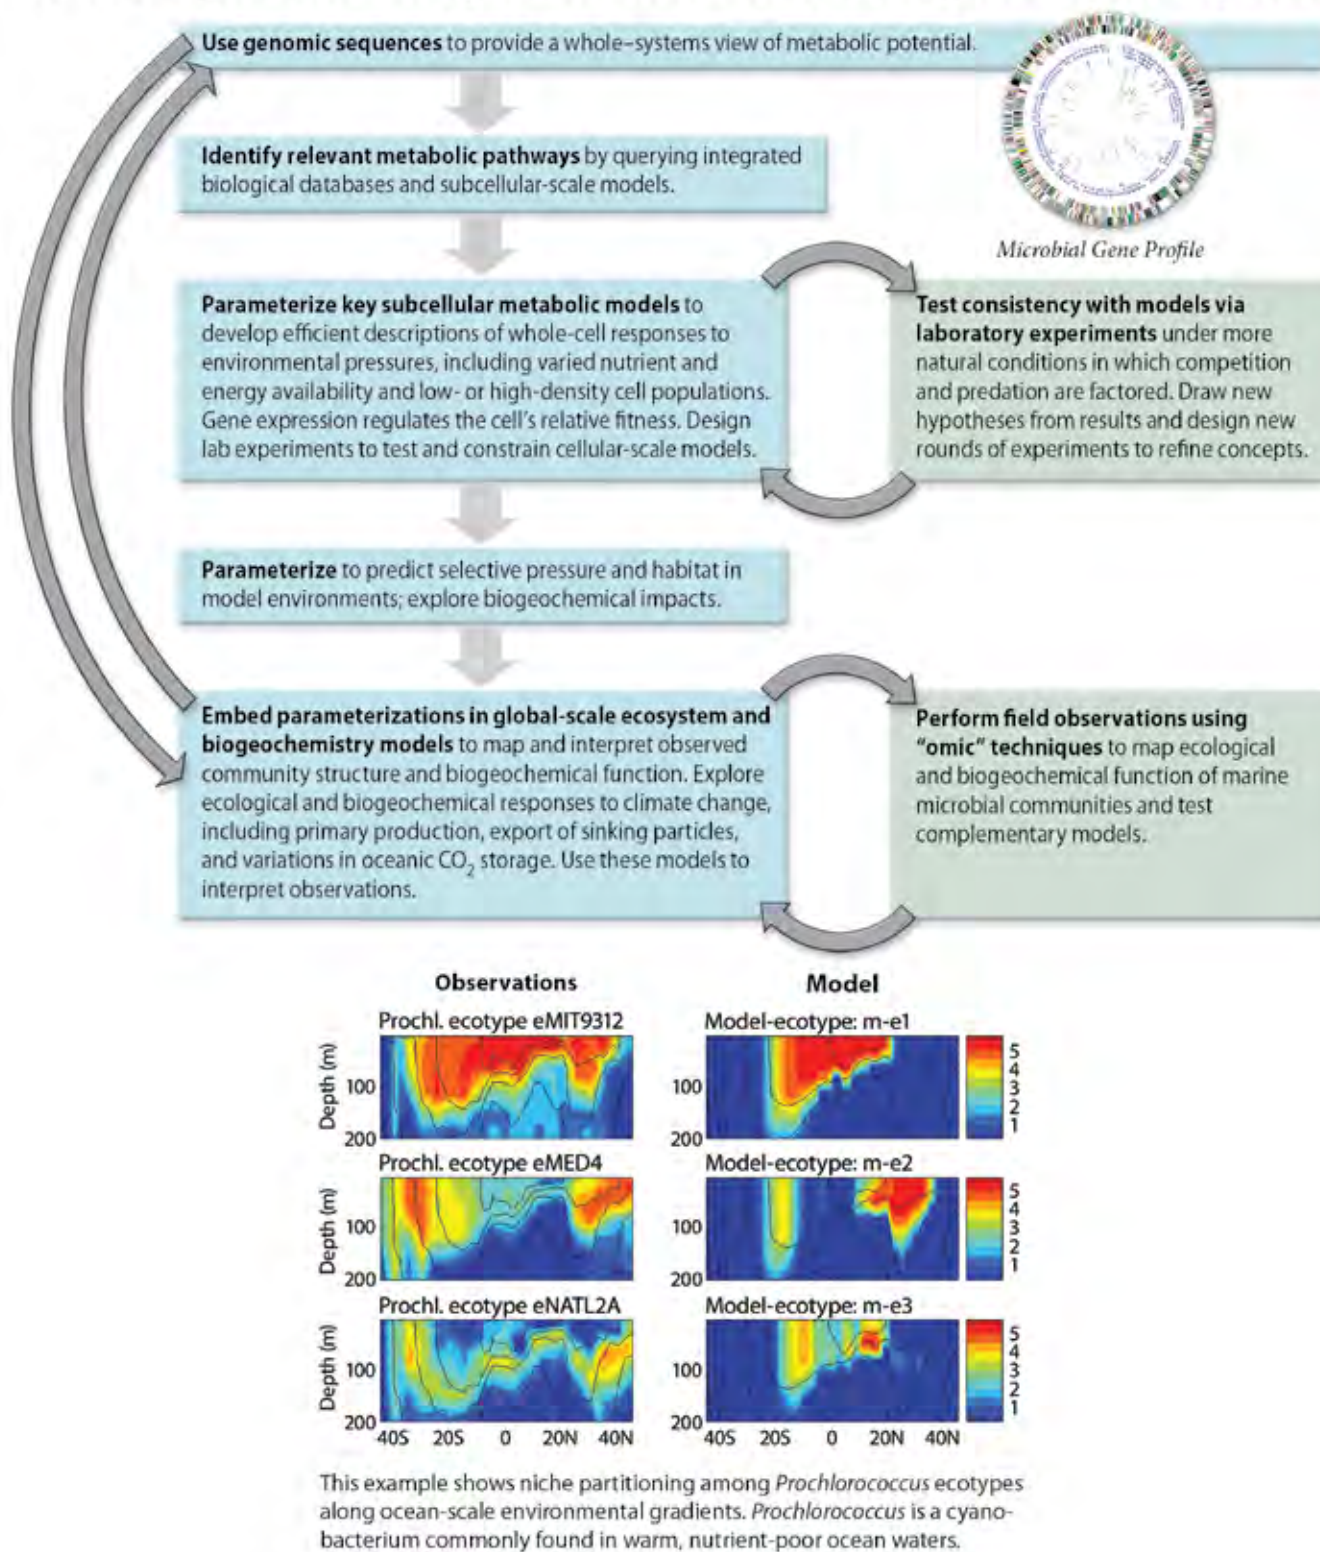 Use genomic sequences to provide a whole–systems view of metabolic potential.
Identify relevant metabolic pathways by querying integrated
biological databases and subcellular-scale models.
Microbial Gene Profile
Parameterize key subcellular metabolic models to
develop efficient descriptions of whole-cell responses to
environmental pressures, including varied nutrient and
energy availability and low- or high-density cell populations.
Gene expression regulates the cell's relative fitness. Design
lab experiments to test and constrain cellular-scale models.
Test consistency with models via
laboratory experiments under more
natural conditions in which competition
and predation are factored. Draw new
hypotheses from results and design new
rounds of experiments to refine concepts.
Parameterize to predict selective pressure and habitat in
model environments; explore biogeochemical impacts.
Embed parameterizations in global-scale ecosystem and
biogeochemistry models to map and interpret observed
community structure and biogeochemical function. Explore
ecological and biogeochemical responses to climate change,
including primary production, export of sinking particles,
and variations in oceanic CO₂ storage. Use these models to
interpret observations.
Perform field observations using
"omic" techniques to map ecological
and biogeochemical function of marine
microbial communities and test
complementary models.
Observations
Model
Prochl. ecotype eMIT9312
Model-ecotype: m-e1
Depth (m)
100
200
100
200
5
4
3
2
1
Prochl. ecotype eMED4
Model-ecotype: m-e2
Depth (m)
100
200
100
200
5
4
3
2
1
Prochl. ecotype eNATL2A
Model-ecotype: m-e3
Depth (m)
100
200
100
200
5
4
3
2
1
40S 20S 0 20N 40N
40S 20S 0 20N 40N
This example shows niche partitioning among Prochlorococcus ecotypes
along ocean-scale environmental gradients. Prochlorococcus is a cyano-
bacterium commonly found in warm, nutrient-poor ocean waters.